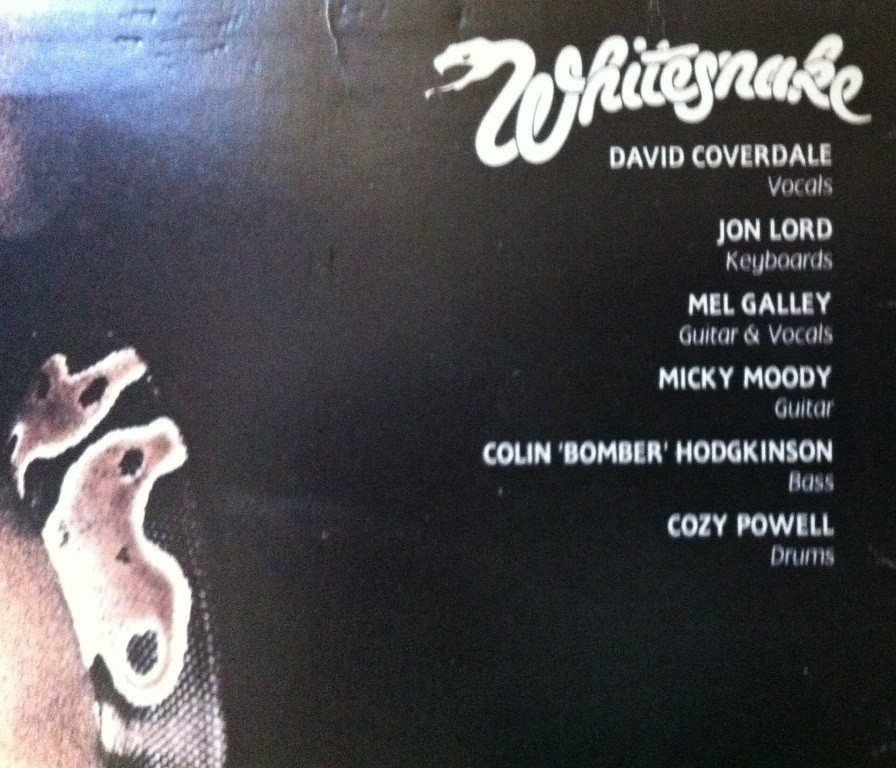 Whitesnake
DAVID COVERDALE
Vocals
JON LORD
Keyboards
MEL GALLEY
Guitar & Vocals
MICKY MOODY
Guitar
COLIN 'BOMBER' HODGKINSON
Bass
COZY POWELL
Drums